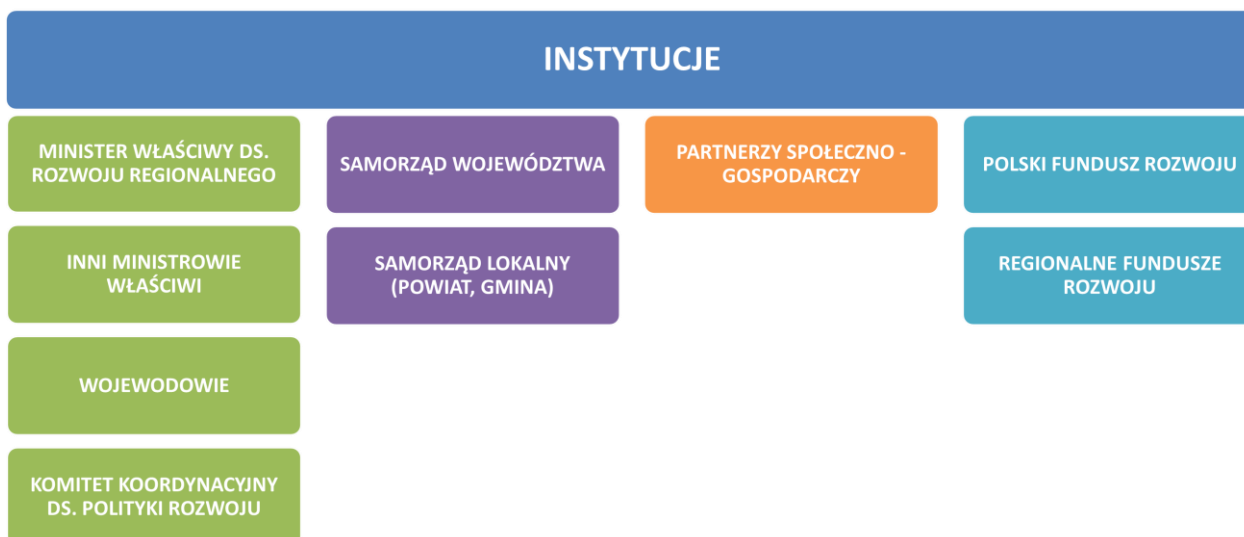 INSTYTUCJE
MINISTER WŁAŚCIWY DS.
ROZWOJU REGIONALNEGO
INNI MINISTROWIE
WŁAŚCIWI
WOJEWODOWIE
KOMITET KOORDYNACYJNY
DS. POLITYKI ROZWOJU
SAMORZĄD WOJEWÓDZTWA
SAMORZĄD LOKALNY
(POWIAT, GMINA)
PARTNERZY SPOŁECZNO -
GOSPODARCZY
POLSKI FUNDUSZ ROZWOJU
REGIONALNE FUNDUSZE
ROZWOJU